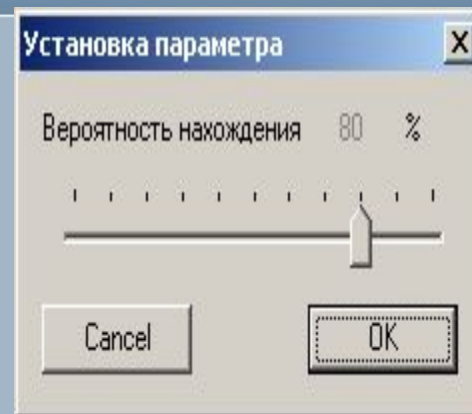 Установка параметра
Вероятность нахождения 80 %
Cancel OK